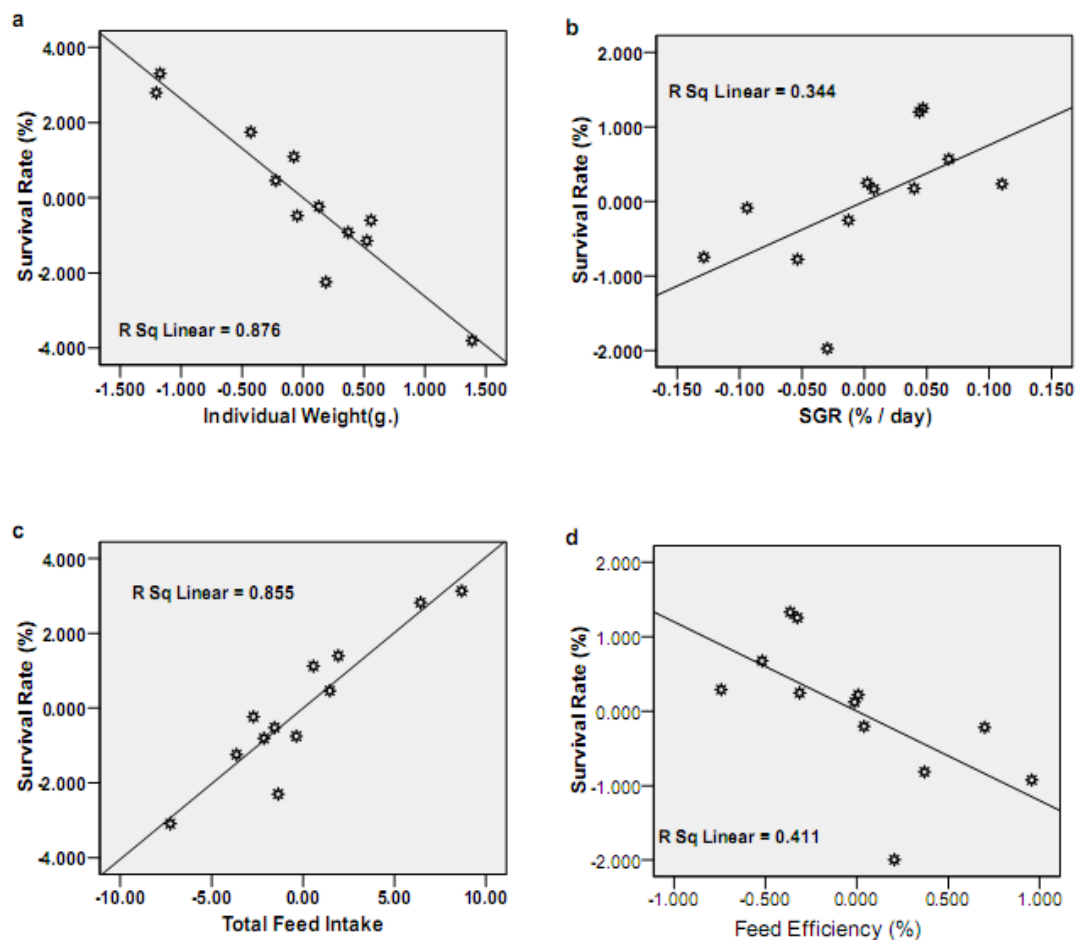 a
4.000
2.000
0.000
-2.000
-4.000
Survival Rate (%)
R Sq Linear = 0.876
-1.500 -1.000 -0.500 0.000 0.500 1.000 1.500
Individual Weight(g.)
b
2.000
1.000
0.000
-1.000
-2.000
Survival Rate (%)
R Sq Linear = 0.344
-0.150 -0.100 -0.050 0.000 0.050 0.100 0.150
SGR (% / day)
c
4.000
2.000
0.000
-2.000
-4.000
Survival Rate (%)
R Sq Linear = 0.855
-10.00 -5.00 0.00 5.00 10.00
Total Feed Intake
d
2.000
1.000
0.000
-1.000
-2.000
Survival Rate (%)
R Sq Linear = 0.411
-1.000 -0.500 0.000 0.500 1.000
Feed Efficiency (%)